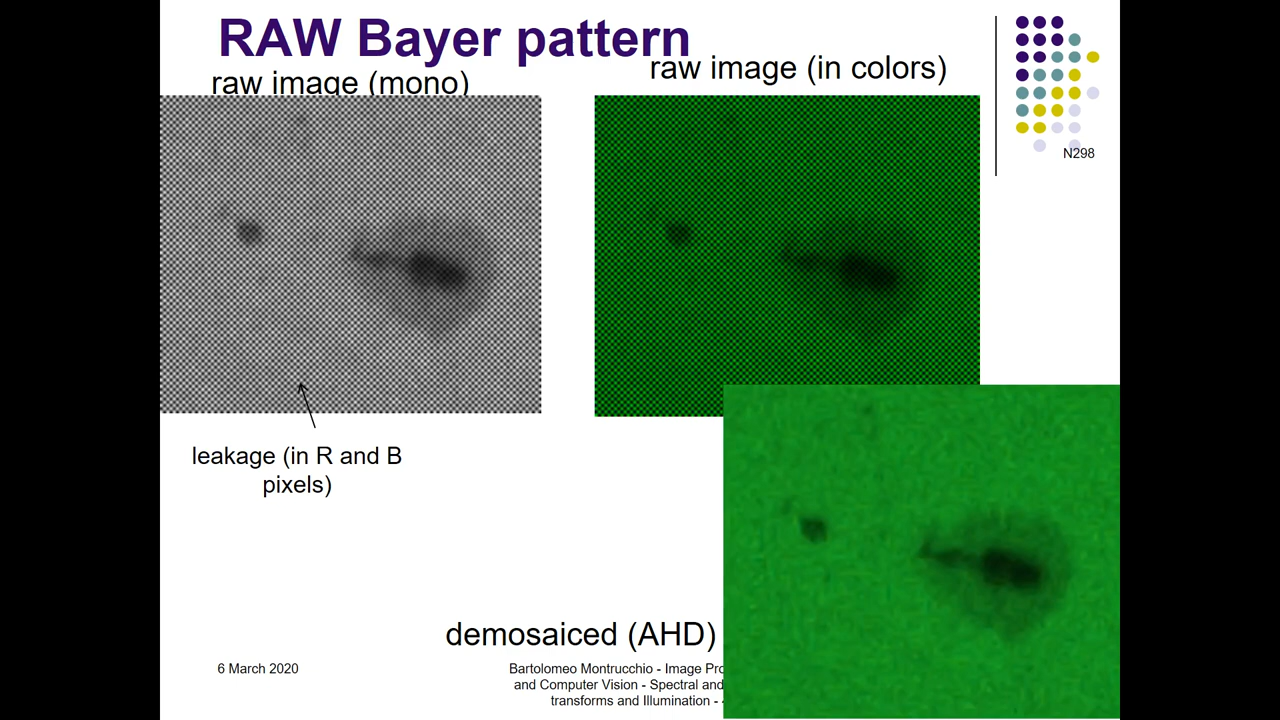 RAW Bayer pattern
raw image (mono)
raw image (in colors)
N298
leakage (in R and B
pixels)
demosaiced (AHD)
6 March 2020
Bartolomeo Montrucchio - Image
and Computer Vision - Spectral and
transforms and Illumination -